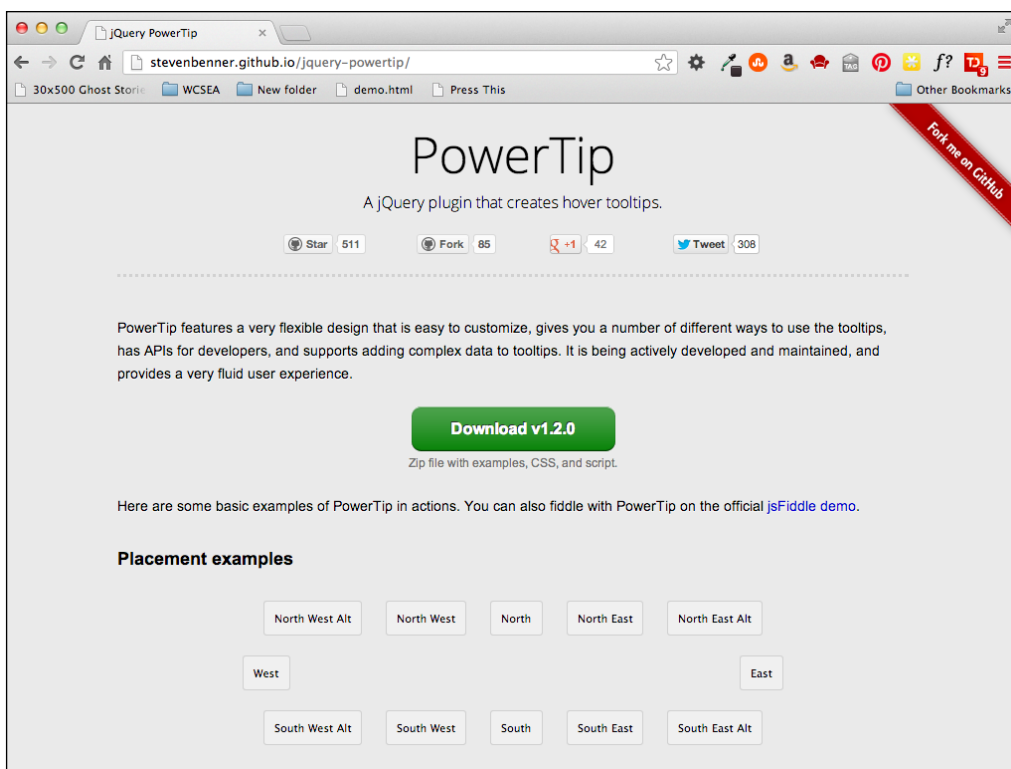 jQuery PowerTip
stevenbenner.github.io/jquery-powertip/
TAG
f?
9
30x500 Ghost Storie
WCSEA
New folder
demo.html
Press This
Other Bookmarks
Fork me on GitHub
PowerTip
A jQuery plugin that creates hover tooltips.
Star 511
Fork 85
+1 42
Tweet 308
PowerTip features a very flexible design that is easy to customize, gives you a number of different ways to use the tooltips,
has APIs for developers, and supports adding complex data to tooltips. It is being actively developed and maintained, and
provides a very fluid user experience.
Download v1.2.0
Zip file with examples, CSS, and script.
Here are some basic examples of PowerTip in actions. You can also fiddle with PowerTip on the official jsFiddle demo.
Placement examples
North West Alt
North West
North
North East
North East Alt
West
East
South West Alt
South West
South
South East
South East Alt